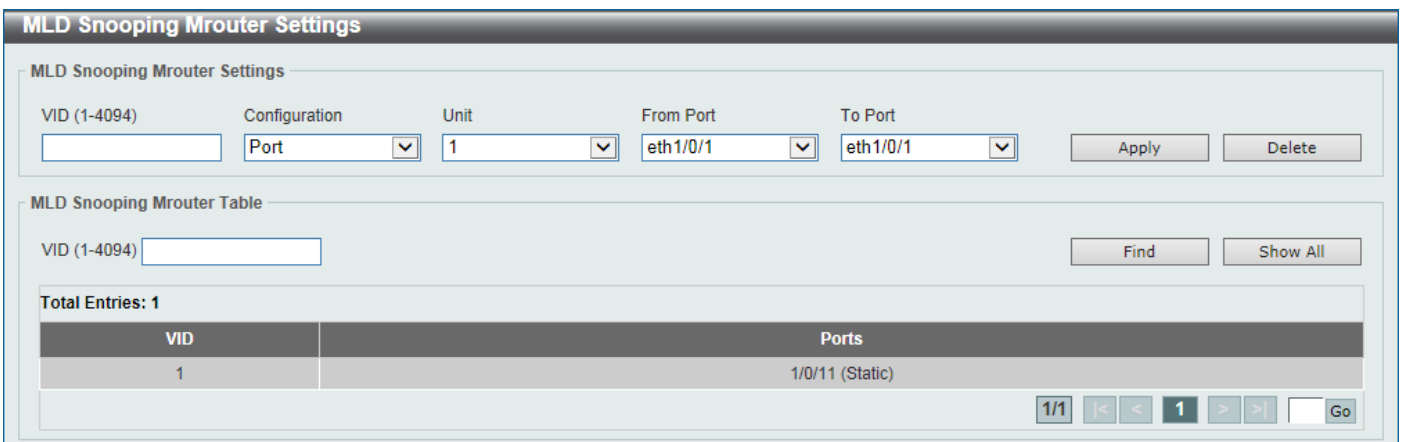 MLD Snooping Mrouter Settings
MLD Snooping Mrouter Settings
VID (1-4094) Configuration Unit From Port To Port
Port 1 eth1/0/1 eth1/0/1 Apply Delete
MLD Snooping Mrouter Table
VID (1-4094) Find Show All
Total Entries: 1
VID Ports
1 1/0/11 (Static)
1/1 |< < 1 > >| Go